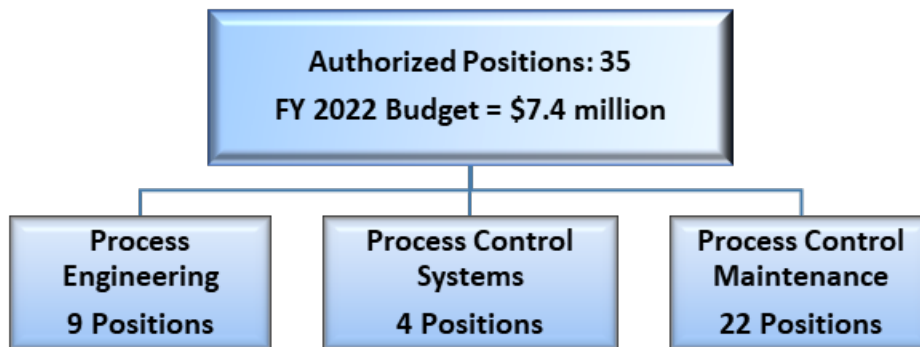 Authorized Positions: 35
FY 2022 Budget = $7.4 million
Process
Engineering
9 Positions
Process Control
Systems
4 Positions
Process Control
Maintenance
22 Positions